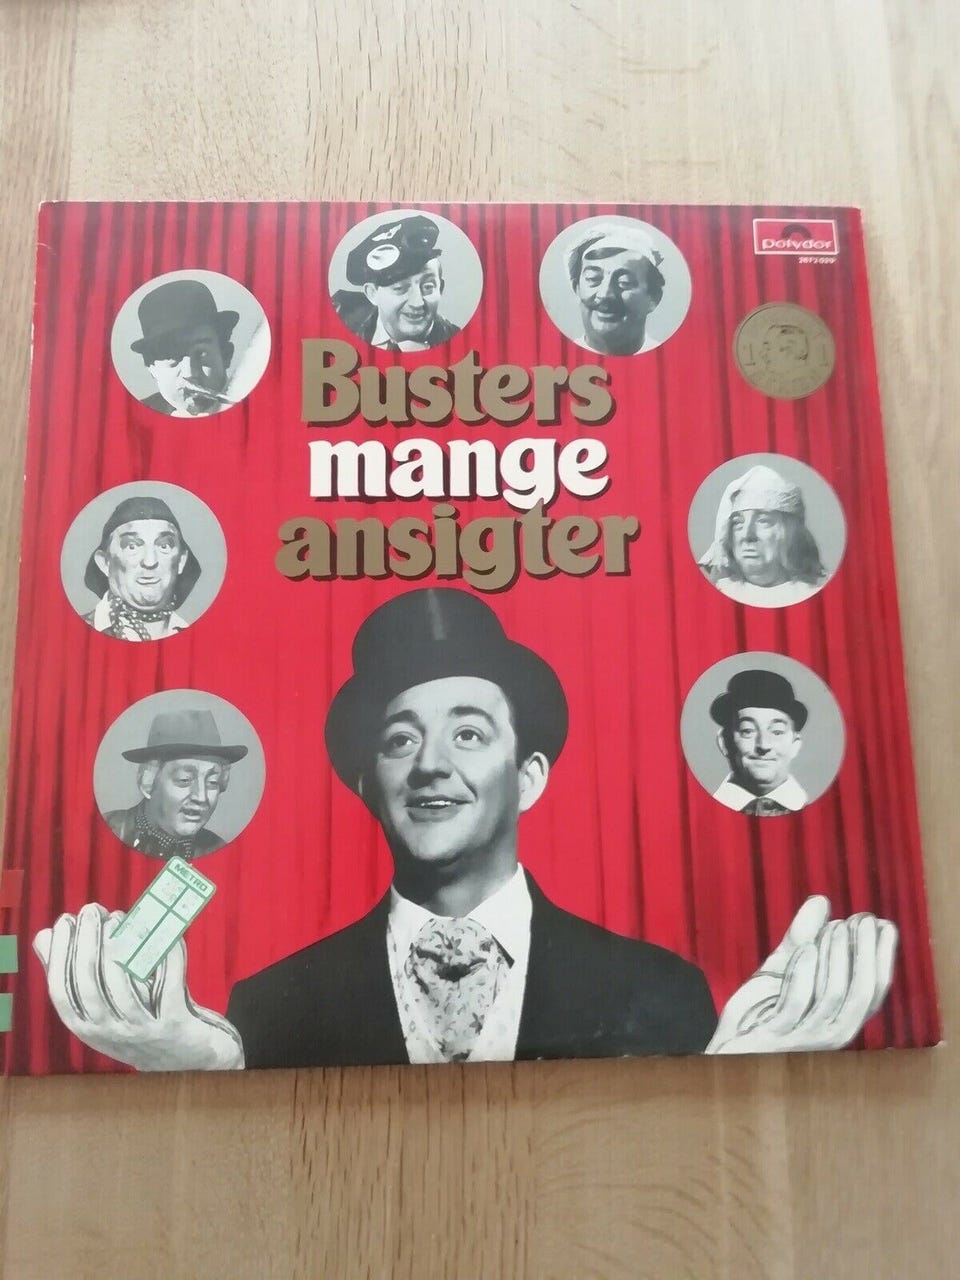 polydor
Busters
mange
ansigter
METRO